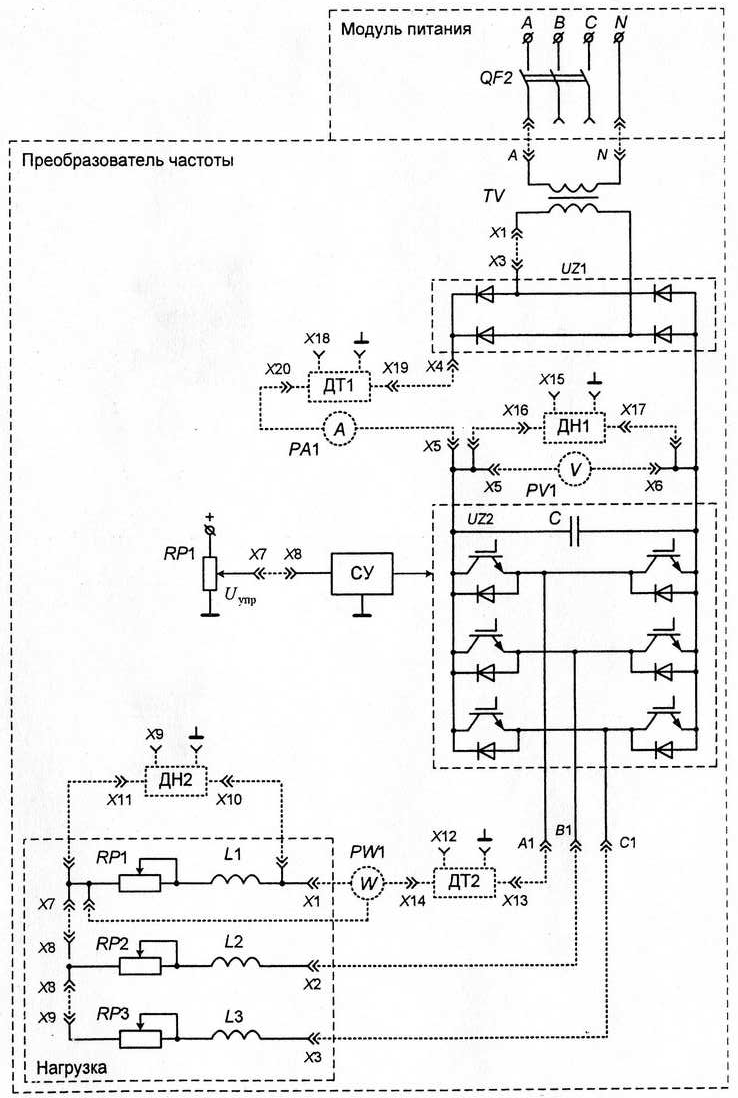 Модуль питания
A B C N
QF2
Преобразователь частоты
A N
TV
X1
X3
UZ1
X18
X20 ДТ1 X19 X4
X15
X16 ДН1 X17
PA1 A
X5
X5 V X6
PV1
UZ2 C
+
RP1 X7 X8
СУ
Uупр
X9
ДН2
X11 X10
RP1 L1 PW1 X12 A1 B1 C1
W
X7 X1 X14 ДТ2 X13
X8 RP2 L2
X8 X2
X9 RP3 L3
X3
Нагрузка